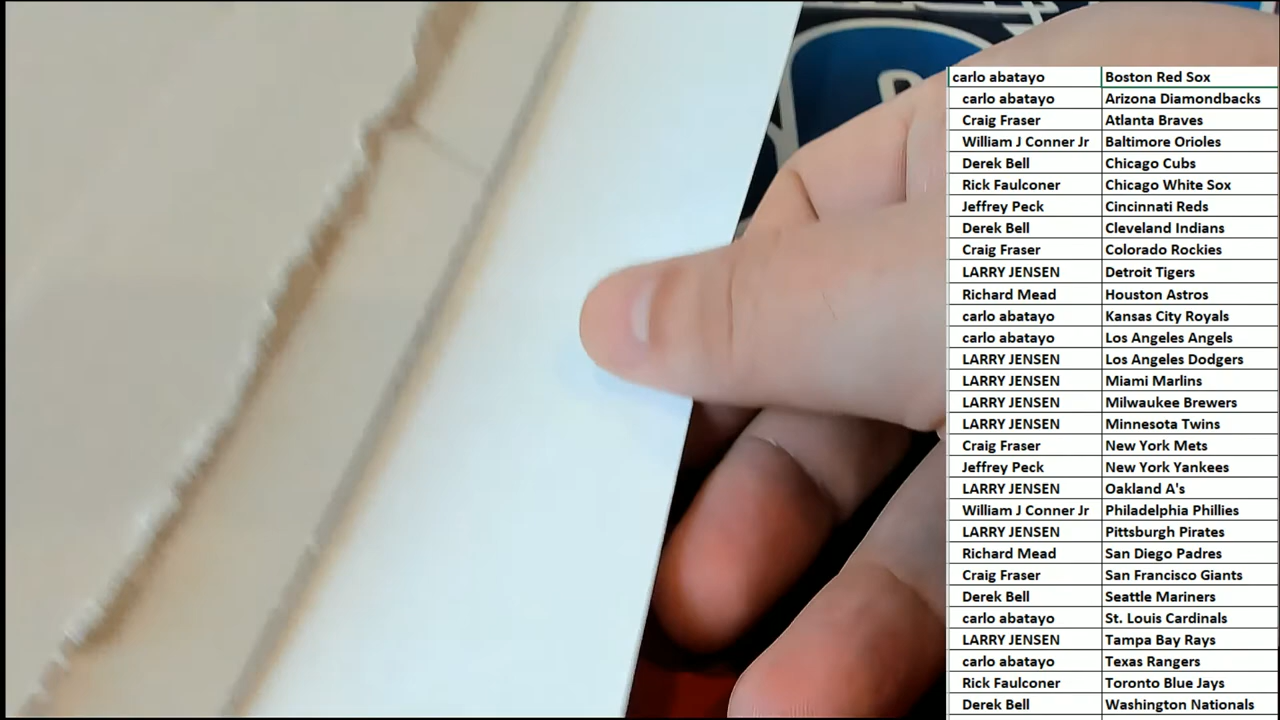 carlo abatayo Boston Red Sox
carlo abatayo Arizona Diamondbacks
Craig Fraser Atlanta Braves
William J Conner Jr Baltimore Orioles
Derek Bell Chicago Cubs
Rick Faulconer Chicago White Sox
Jeffrey Peck Cincinnati Reds
Derek Bell Cleveland Indians
Craig Fraser Colorado Rockies
LARRY JENSEN Detroit Tigers
Richard Mead Houston Astros
carlo abatayo Kansas City Royals
carlo abatayo Los Angeles Angels
LARRY JENSEN Los Angeles Dodgers
LARRY JENSEN Miami Marlins
LARRY JENSEN Milwaukee Brewers
LARRY JENSEN Minnesota Twins
Craig Fraser New York Mets
Jeffrey Peck New York Yankees
LARRY JENSEN Oakland A's
William J Conner Jr Philadelphia Phillies
LARRY JENSEN Pittsburgh Pirates
Richard Mead San Diego Padres
Craig Fraser San Francisco Giants
Derek Bell Seattle Mariners
carlo abatayo St. Louis Cardinals
LARRY JENSEN Tampa Bay Rays
carlo abatayo Texas Rangers
Rick Faulconer Toronto Blue Jays
Derek Bell Washington Nationals